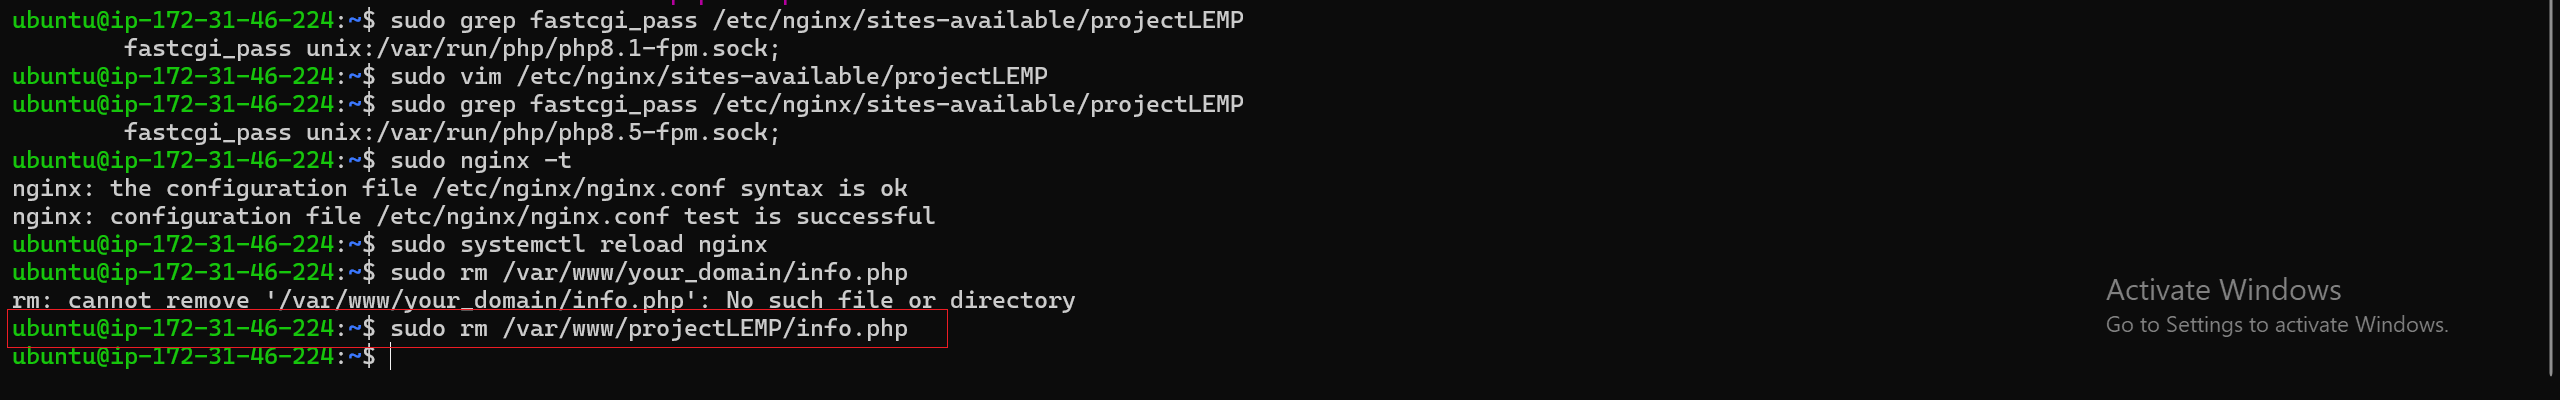 ubuntu@ip-172-31-46-224:~$ sudo grep fastcgi_pass /etc/nginx/sites-available/projectLEMP
        fastcgi_pass unix:/var/run/php/php8.1-fpm.sock;
ubuntu@ip-172-31-46-224:~$ sudo vim /etc/nginx/sites-available/projectLEMP
ubuntu@ip-172-31-46-224:~$ sudo grep fastcgi_pass /etc/nginx/sites-available/projectLEMP
        fastcgi_pass unix:/var/run/php/php8.5-fpm.sock;
ubuntu@ip-172-31-46-224:~$ sudo nginx -t
nginx: the configuration file /etc/nginx/nginx.conf syntax is ok
nginx: configuration file /etc/nginx/nginx.conf test is successful
ubuntu@ip-172-31-46-224:~$ sudo systemctl reload nginx
ubuntu@ip-172-31-46-224:~$ sudo rm /var/www/your_domain/info.php
rm: cannot remove '/var/www/your_domain/info.php': No such file or directory
ubuntu@ip-172-31-46-224:~$ sudo rm /var/www/projectLEMP/info.php
ubuntu@ip-172-31-46-224:~$
Activate Windows
Go to Settings to activate Windows.